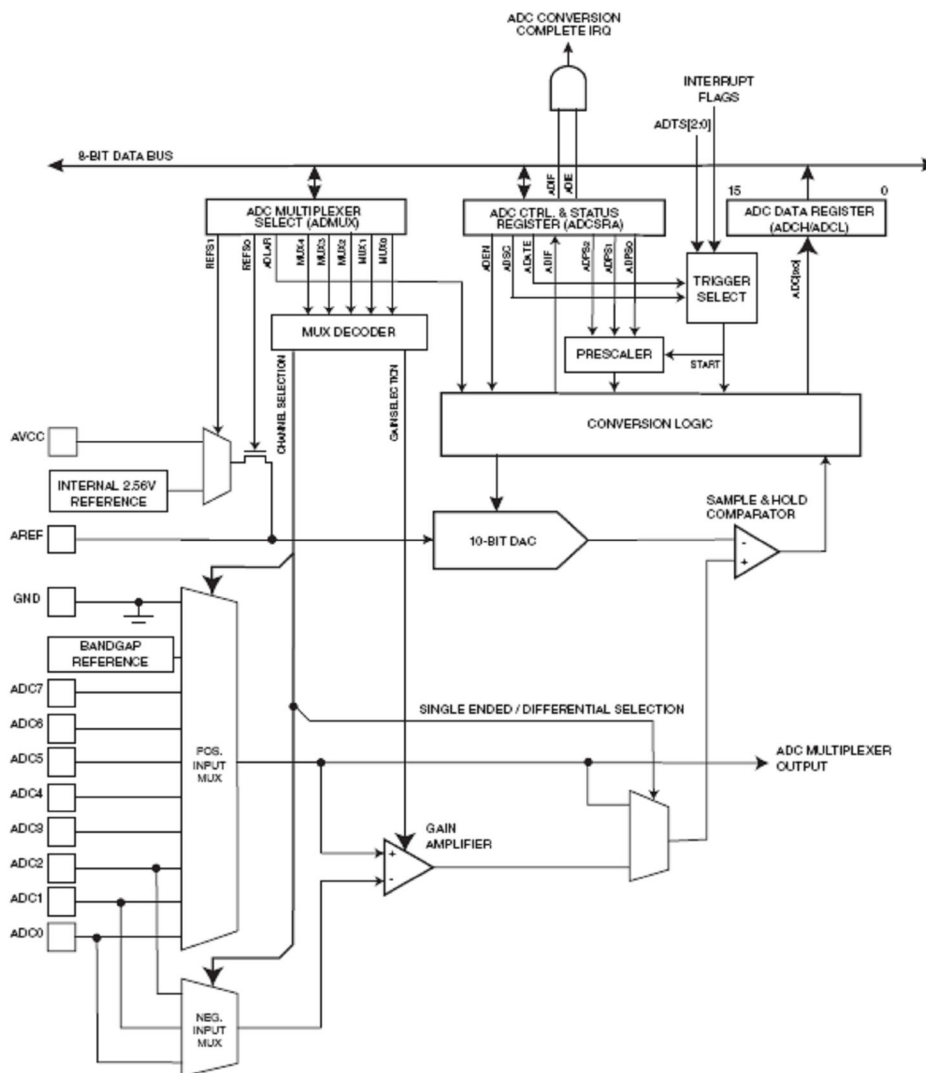 ADC CONVERSION
COMPLETE IRQ
INTERRUPT
FLAGS
ADTS[2:0]
8-BIT DATA BUS
ADIF
ADIE
15
0
ADC MULTIPLEXER
SELECT (ADMUX)
ADC CTRL. & STATUS
REGISTER (ADCSRA)
ADC DATA REGISTER
(ADCH/ADCL)
REFS1
REFS0
ADLAR
MUX4
MUX3
MUX2
MUX1
MUX0
ADEN
ADSC
ADATE
ADIF
ADPS2
ADPS1
ADPS0
ADC[9:0]
TRIGGER
SELECT
MUX DECODER
PRESCALER
START
CHANNEL SELECTION
GAIN SELECTION
CONVERSION LOGIC
AVCC
INTERNAL 2.56V
REFERENCE
SAMPLE & HOLD
COMPARATOR
AREF
10-BIT DAC
-
+
GND
BANDGAP
REFERENCE
ADC7
SINGLE ENDED / DIFFERENTIAL SELECTION
ADC6
ADC5
POS.
INPUT
MUX
ADC MULTIPLEXER
OUTPUT
ADC4
ADC3
GAIN
AMPLIFIER
+
-
ADC2
ADC1
ADC0
NEG.
INPUT
MUX